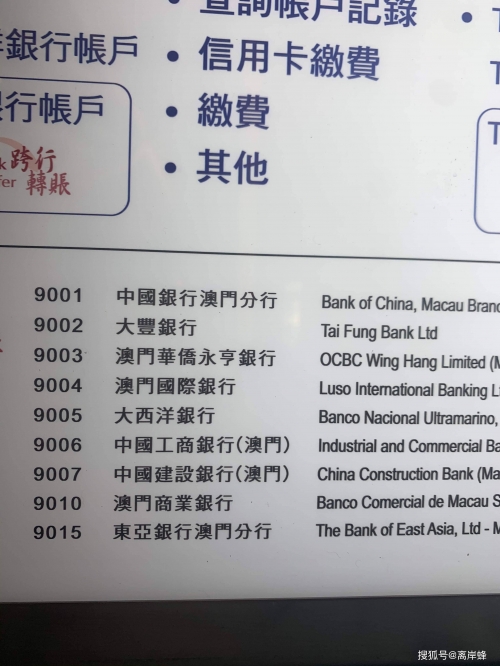 查詢帳戶記錄
銀行帳戶
• 信用卡繳費
行帳戶
• 繳費
跨行
轉賬
• 其他
9001 中國銀行澳門分行 Bank of China, Macau Branc
9002 大豐銀行 Tai Fung Bank Ltd
9003 澳門華僑永亨銀行 OCBC Wing Hang Limited (M
9004 澳門國際銀行 Luso International Banking L
9005 大西洋銀行 Banco Nacional Ultramarino,
9006 中國工商銀行(澳門) Industrial and Commercial Ba
9007 中國建設銀行(澳門) China Construction Bank (Ma
9010 澳門商業銀行 Banco Comercial de Macau S
9015 東亞銀行澳門分行 The Bank of East Asia, Ltd - M
搜狐号@离岸蜂